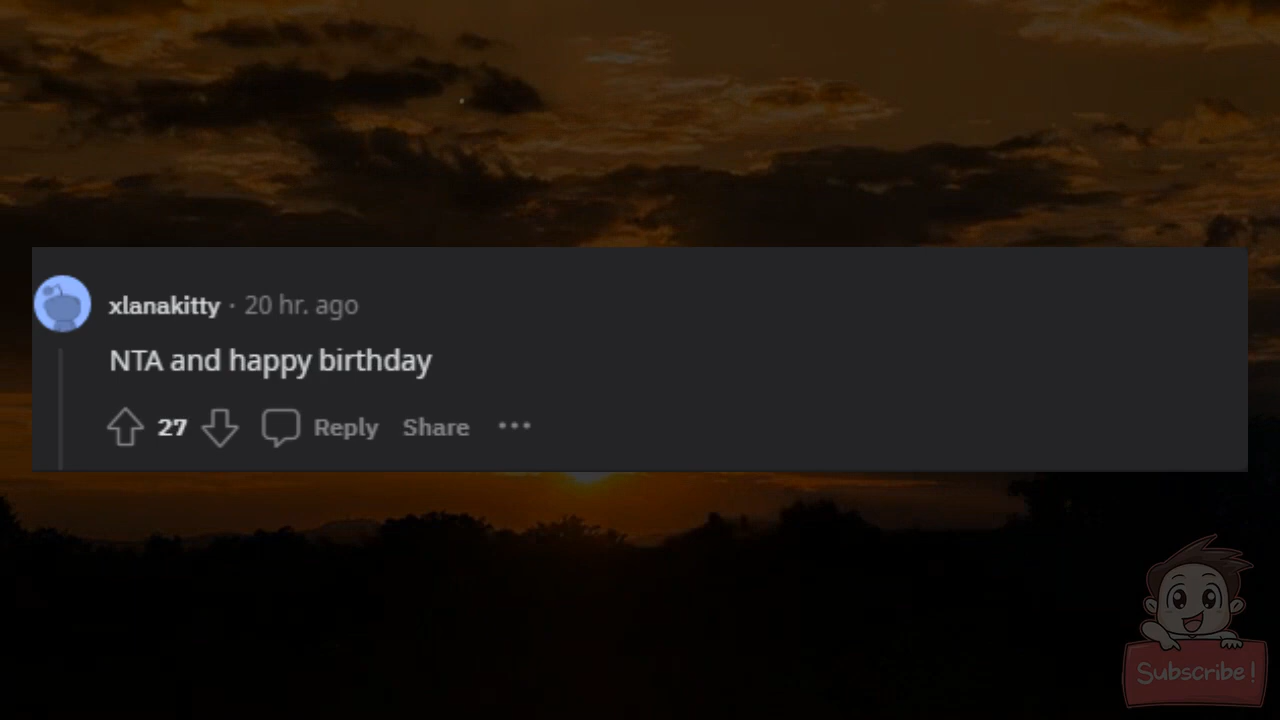 xlanakitty · 20 hr. ago
NTA and happy birthday
27 Reply Share •••
Subscribe!